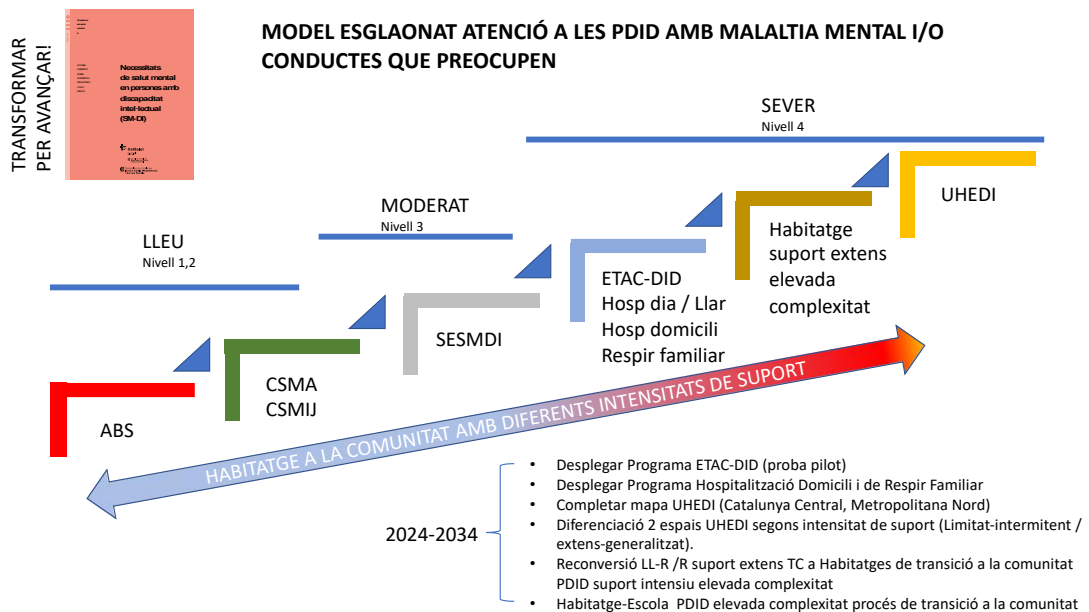 TRANSFORMAR
PER AVANÇAR!
Necessitats
de salut mental
en persones amb
discapacitat
intel·lectual
(SM-DI)
MODEL ESGLAONAT ATENCIÓ A LES PDID AMB MALALTIA MENTAL I/O
CONDUCTES QUE PREOCUPEN
SEVER
Nivell 4
UHEDI
MODERAT
Nivell 3
Habitatge
suport extens
elevada
complexitat
LLEU
Nivell 1,2
ETAC-DID
Hosp dia / Llar
Hosp domicili
Respir familiar
SESMDI
CSMA
CSMIJ
ABS
HABITATGE A LA COMUNITAT AMB DIFERENTS INTENSITATS DE SUPORT
2024-2034
• Desplegar Programa ETAC-DID (proba pilot)
• Desplegar Programa Hospitalització Domicili i de Respir Familiar
• Completar mapa UHEDI (Catalunya Central, Metropolitana Nord)
• Diferenciació 2 espais UHEDI segons intensitat de suport (Limitat-intermitent /
extens-generalitzat).
• Reconversió LL-R /R suport extens TC a Habitatges de transició a la comunitat
PDID suport intensiu elevada complexitat
• Habitatge-Escola PDID elevada complexitat procés de transició a la comunitat